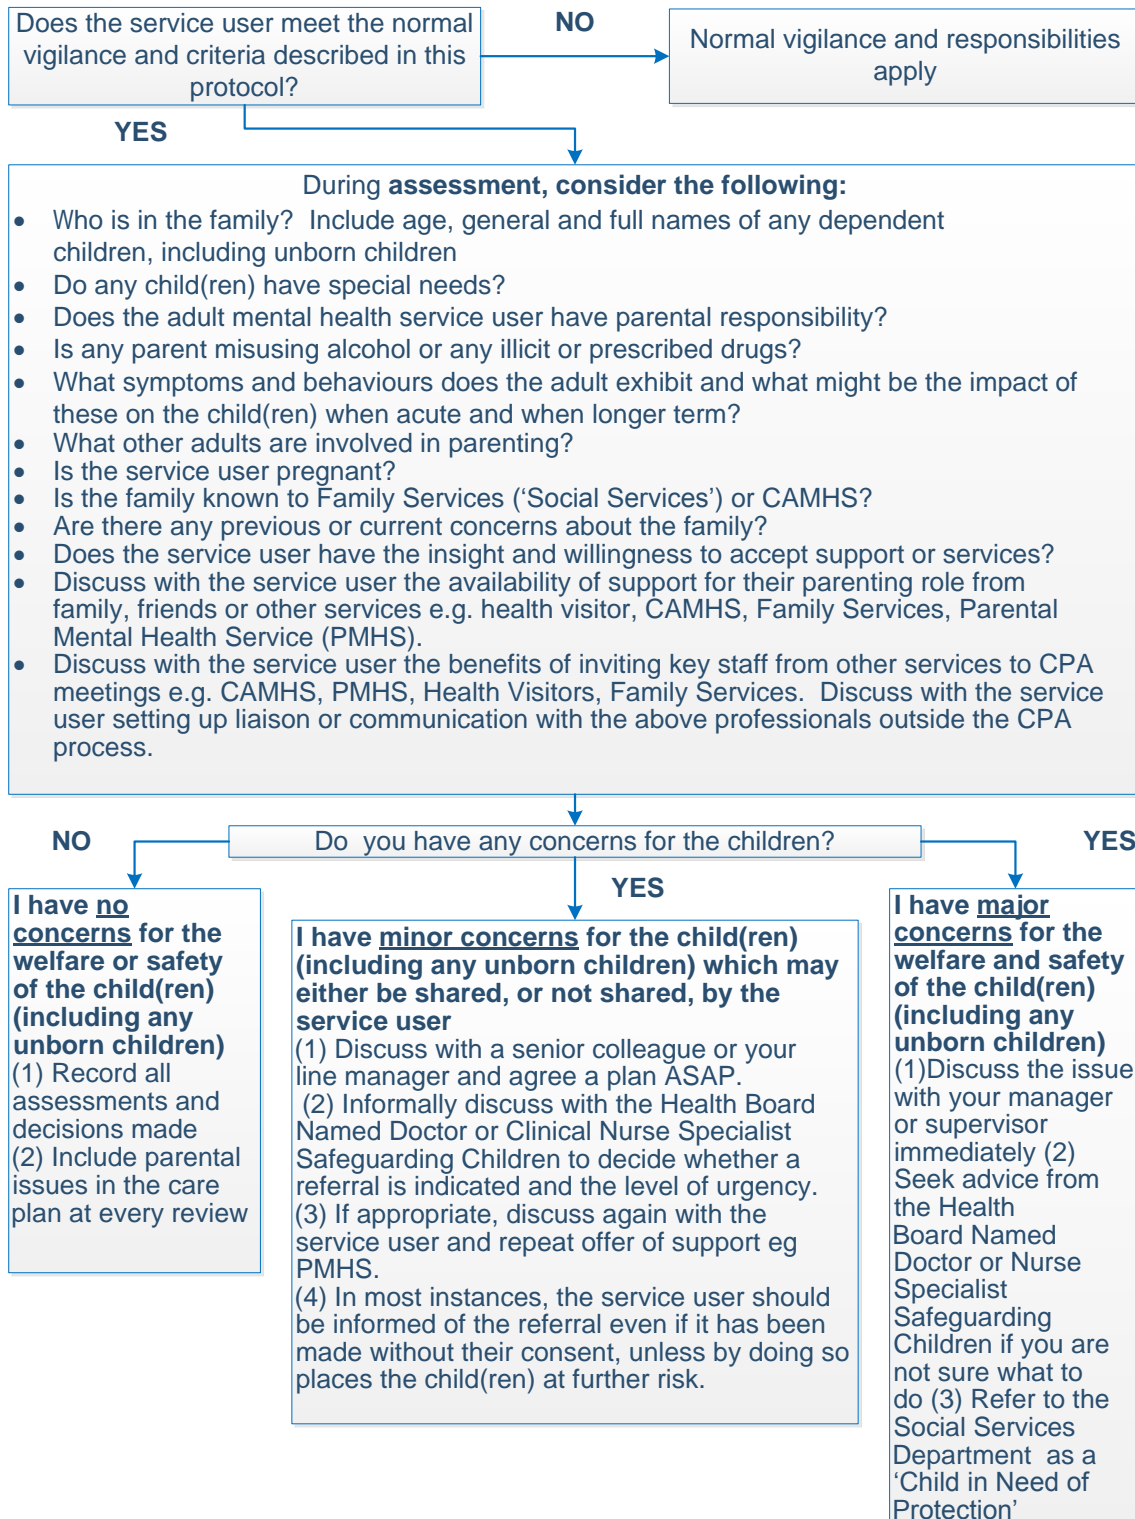 Does the service user meet the normal
vigilance and criteria described in this
protocol?
NO
Normal vigilance and responsibilities
apply
YES
During assessment, consider the following:
• Who is in the family?  Include age, general and full names of any dependent
children, including unborn children
• Do any child(ren) have special needs?
• Does the adult mental health service user have parental responsibility?
• Is any parent misusing alcohol or any illicit or prescribed drugs?
• What symptoms and behaviours does the adult exhibit and what might be the impact of
these on the child(ren) when acute and when longer term?
• What other adults are involved in parenting?
• Is the service user pregnant?
• Is the family known to Family Services (‘Social Services’) or CAMHS?
• Are there any previous or current concerns about the family?
• Does the service user have the insight and willingness to accept support or services?
• Discuss with the service user the availability of support for their parenting role from
family, friends or other services e.g. health visitor, CAMHS, Family Services, Parental
Mental Health Service (PMHS).
• Discuss with the service user the benefits of inviting key staff from other services to CPA
meetings e.g. CAMHS, PMHS, Health Visitors, Family Services.  Discuss with the service
user setting up liaison or communication with the above professionals outside the CPA
process.
NO
Do  you have any concerns for the children?
YES
YES
I have no
concerns for the
welfare or safety
of the child(ren)
(including any
unborn children)
(1) Record all
assessments and
decisions made
(2) Include parental
issues in the care
plan at every review
I have minor concerns for the child(ren)
(including any unborn children) which may
either be shared, or not shared, by the
service user
(1) Discuss with a senior colleague or your
line manager and agree a plan ASAP.
(2) Informally discuss with the Health Board
Named Doctor or Clinical Nurse Specialist
Safeguarding Children to decide whether a
referral is indicated and the level of urgency.
(3) If appropriate, discuss again with the
service user and repeat offer of support eg
PMHS.
(4) In most instances, the service user should
be informed of the referral even if it has been
made without their consent, unless by doing so
places the child(ren) at further risk.
I have major
concerns for the
welfare and safety
of the child(ren)
(including any
unborn children)
(1)Discuss the issue
with your manager
or supervisor
immediately (2)
Seek advice from
the Health
Board Named
Doctor or Nurse
Specialist
Safeguarding
Children if you are
not sure what to
do (3) Refer to the
Social Services
Department  as a
‘Child in Need of
Protection’